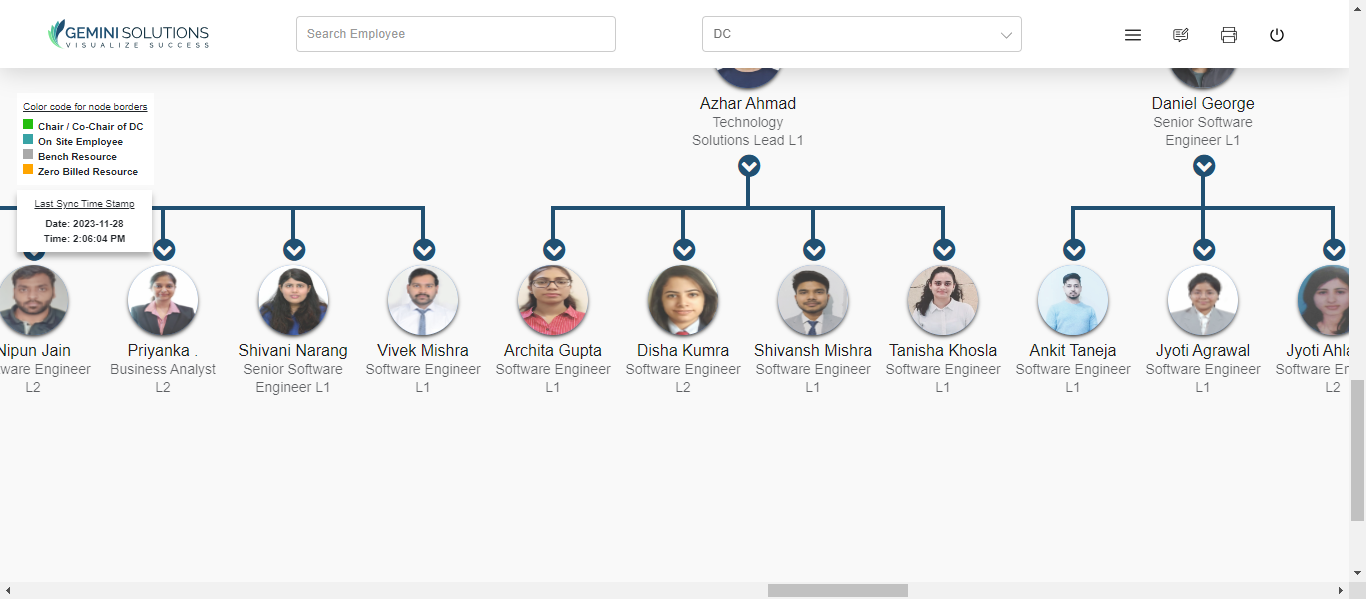 GEMINI SOLUTIONS
VISUALIZE SUCCESS
Search Employee
DC
Color code for node borders
Chair / Co-Chair of DC
On Site Employee
Bench Resource
Zero Billed Resource
Last Sync Time Stamp
Date: 2023-11-28
Time: 2:06:04 PM
Azhar Ahmad
Technology
Solutions Lead L1
Daniel George
Senior Software
Engineer L1
Nipun Jain
ware Engineer
L2
Priyanka .
Business Analyst
L2
Shivani Narang
Senior Software
Engineer L1
Vivek Mishra
Software Engineer
L1
Archita Gupta
Software Engineer
L1
Disha Kumra
Software Engineer
L2
Shivansh Mishra
Software Engineer
L1
Tanisha Khosla
Software Engineer
L1
Ankit Taneja
Software Engineer
L1
Jyoti Agrawal
Software Engineer
L1
Jyoti Ahla
Software Er
L2